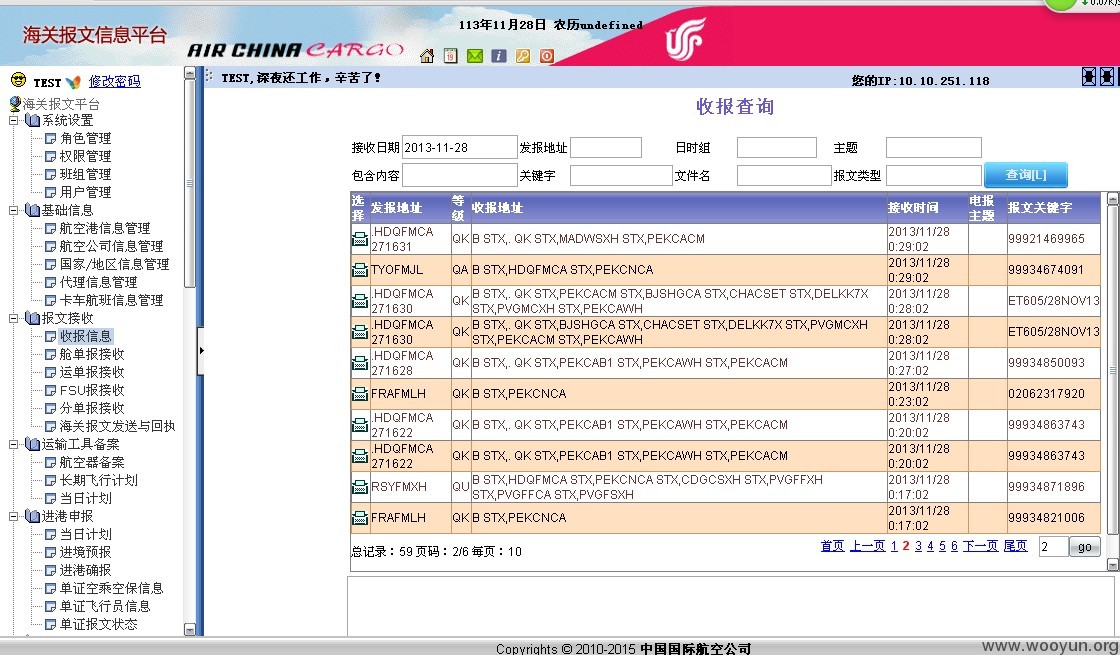 0.07K/s
海关报文信息平台
AIR CHINA CARGO
113年11月28日 农历undefined
TEST 修改密码
TEST,深夜还工作，辛苦了!
您的IP:10.10.251.118
海关报文平台
系统设置
角色管理
权限管理
班组管理
用户管理
基础信息
航空港信息管理
航空公司信息管理
国家/地区信息管理
代理信息管理
卡车航班信息管理
报文接收
收报信息
舱单报接收
运单报接收
FSU报接收
分单报接收
海关报文发送与回执
运输工具备案
航空器备案
长期飞行计划
当日计划
进港申报
当日计划
进境预报
进港确报
单证空乘空保信息
单证飞行员信息
单证报文状态
收报查询
接收日期 2013-11-28 发报地址 日时组 主题
包含内容 关键字 文件名 报文类型 查询[L]
选择 发报地址 等级 收报地址 接收时间 电报主题 报文关键字
.HDQFMCA 271631 QK B STX,. QK STX,MADWSXH STX,PEKCACM 2013/11/28 0:29:02 99921469965
TYOFMJL QA B STX,HDQFMCA STX,PEKCNCA 2013/11/28 0:29:02 99934674091
.HDQFMCA 271630 QK B STX,. QK STX,PEKCACM STX,BJSHGCA STX,CHACSET STX,DELKK7X STX,PVGMCXH STX,PEKCAWH 2013/11/28 0:28:02 ET605/28NOV13
.HDQFMCA 271630 QK B STX,. QK STX,BJSHGCA STX,CHACSET STX,DELKK7X STX,PVGMCXH STX,PEKCACM STX,PEKCAWH 2013/11/28 0:28:02 ET605/28NOV13
.HDQFMCA 271628 QK B STX,. QK STX,PEKCAB1 STX,PEKCAWH STX,PEKCACM 2013/11/28 0:27:02 99934850093
FRAFMLH QK B STX,PEKCNCA 2013/11/28 0:23:02 02062317920
.HDQFMCA 271622 QK B STX,. QK STX,PEKCAB1 STX,PEKCAWH STX,PEKCACM 2013/11/28 0:20:02 99934863743
.HDQFMCA 271622 QK B STX,. QK STX,PEKCAB1 STX,PEKCAWH STX,PEKCACM 2013/11/28 0:20:02 99934863743
RSYFMXH QU B STX,HDQFMCA STX,PEKCNCA STX,CDGCSXH STX,PVGFFXH STX,PVGFFCA STX,PVGFSXH 2013/11/28 0:17:02 99934871896
FRAFMLH QK B STX,PEKCNCA 2013/11/28 0:17:02 99934821006
总记录：59 页码：2/6 每页：10
首页 上一页 1 2 3 4 5 6 下一页 尾页 2 go
Copyrights © 2010-2015 中国国际航空公司
www.wooyun.org